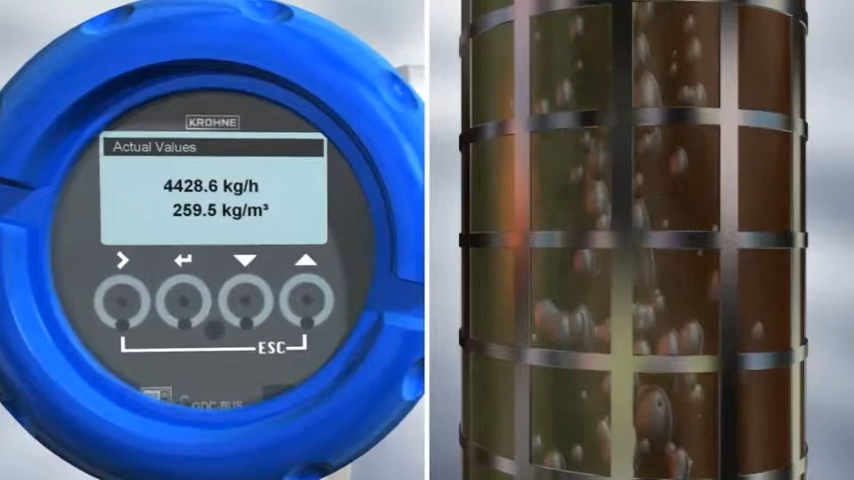 KROHNE
Actual Values
4428.6 kg/h
259.5 kg/m³
ESC